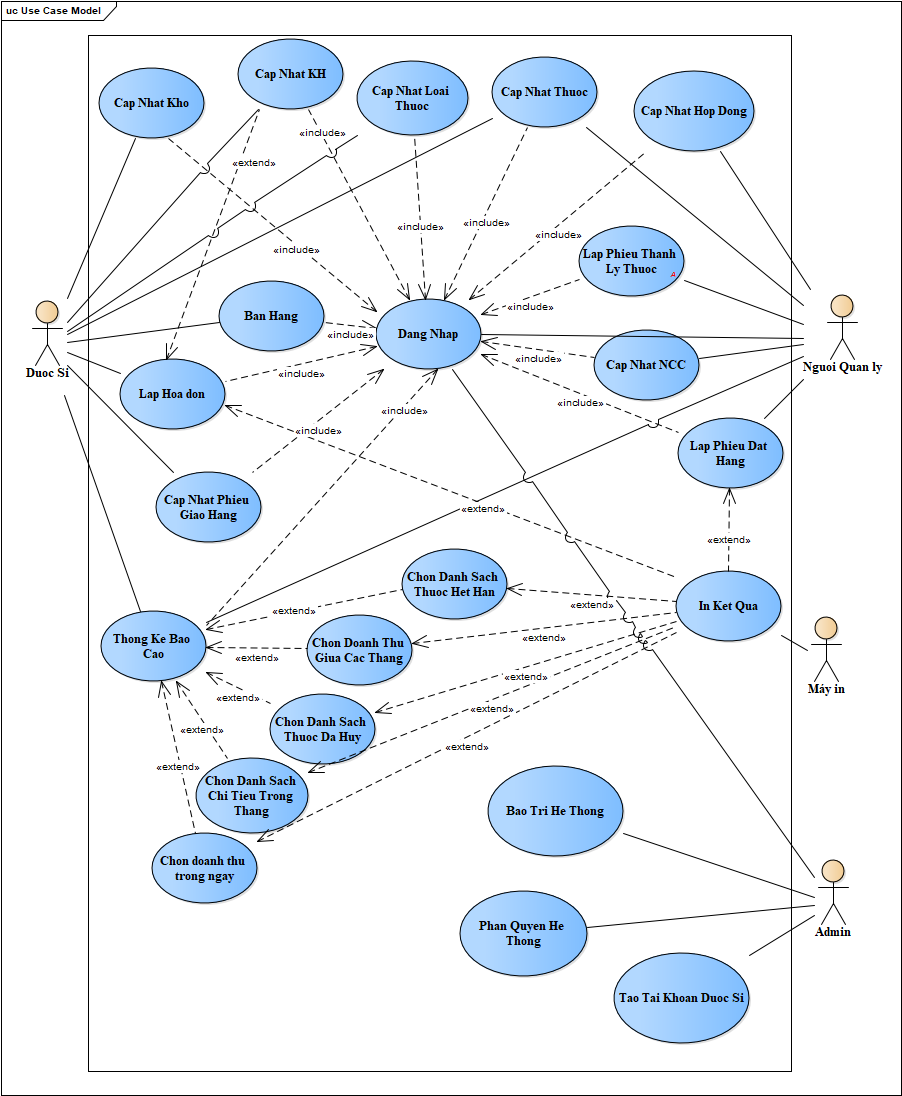 uc Use Case Model
Cap Nhat Kho
Cap Nhat KH
Cap Nhat Loai
Thuoc
Cap Nhat Thuoc
Cap Nhat Hop Dong
«include»
«extend»
«include»
«include»
«include»
«include»
Lap Phieu Thanh
Ly Thuoc
A
«include»
Ban Hang
«include»
Dang Nhap
Duoc Si
Nguoi Quan ly
«include»
Cap Nhat NCC
Lap Hoa don
«include»
«include»
«include»
«include»
Lap Phieu Dat
Hang
Cap Nhat Phieu
Giao Hang
«extend»
«extend»
Chon Danh Sach
Thuoc Het Han
«extend»
«extend»
In Ket Qua
Thong Ke Bao
Cao
Chon Doanh Thu
Giua Cac Thang
«extend»
«extend»
«extend»
Máy in
«extend»
«extend»
Chon Danh Sach
Thuoc Da Huy
«extend»
«extend»
«extend»
Chon Danh Sach
Chi Tieu Trong
Thang
Bao Tri He Thong
Chon doanh thu
trong ngay
Admin
Phan Quyen He
Thong
Tao Tai Khoan Duoc Si